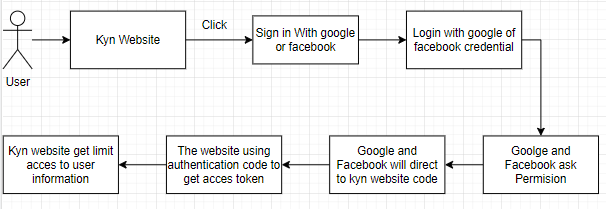 User
Kyn Website
Click
Sign in With google
or facebook
Login with google of
facebook credential
Goolge and
Facebook ask
Permision
Google and
Facebook will direct
to kyn website code
The website using
authentication code to
get acces token
Kyn website get limit
acces to user
information